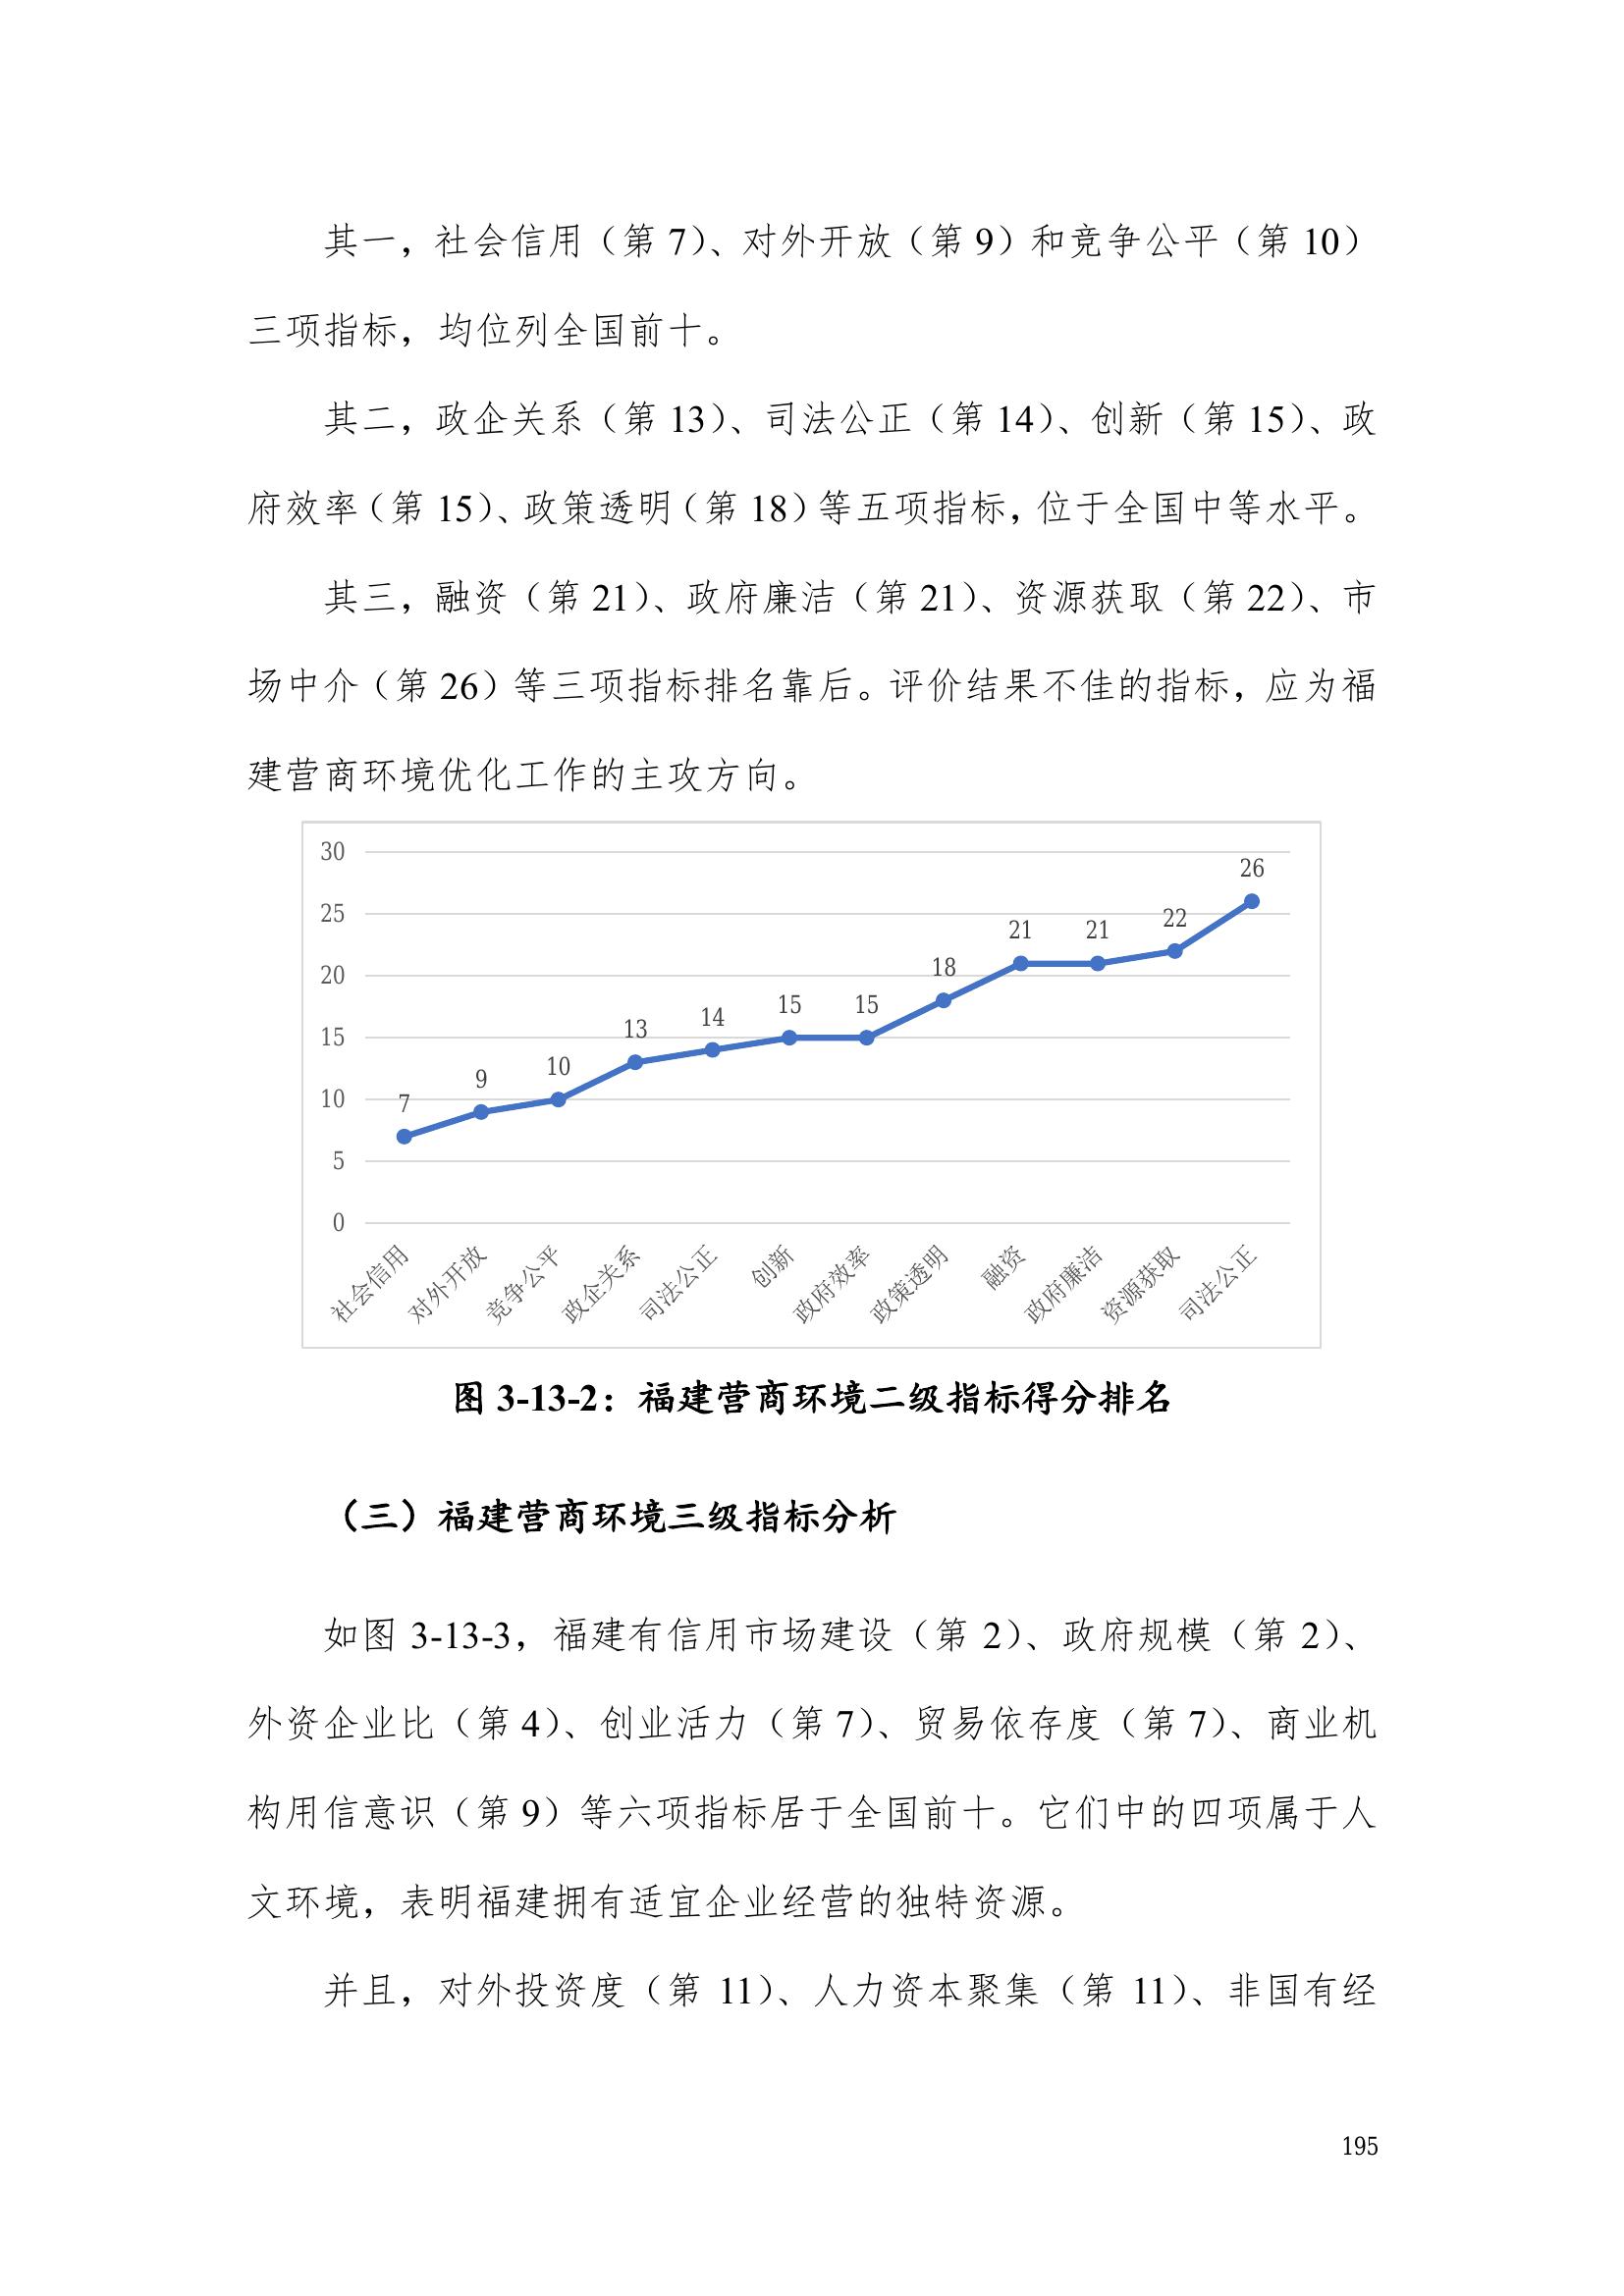 其一，社会信用（第 7）、对外开放（第 9）和竞争公平（第 10）
三项指标，均位列全国前十。
其二，政企关系（第 13）、司法公正（第 14）、创新（第 15）、政
府效率（第 15）、政策透明（第 18）等五项指标，位于全国中等水平。
其三，融资（第 21）、政府廉洁（第 21）、资源获取（第 22）、市
场中介（第 26）等三项指标排名靠后。评价结果不佳的指标，应为福
建营商环境优化工作的主攻方向。
30
25
20
15
10
5
0
7
9
10
13
14
15
15
18
21
21
22
26
社会信用
对外开放
竞争公平
政企关系
司法公正
创新
政府效率
政策透明
融资
政府廉洁
资源获取
司法公正
图 3-13-2：福建营商环境二级指标得分排名
（三）福建营商环境三级指标分析
如图 3-13-3，福建有信用市场建设（第 2）、政府规模（第 2）、
外资企业比（第 4）、创业活力（第 7）、贸易依存度（第 7）、商业机
构用信意识（第 9）等六项指标居于全国前十。它们中的四项属于人
文环境，表明福建拥有适宜企业经营的独特资源。
并且，对外投资度（第 11）、人力资本聚集（第 11）、非国有经
195